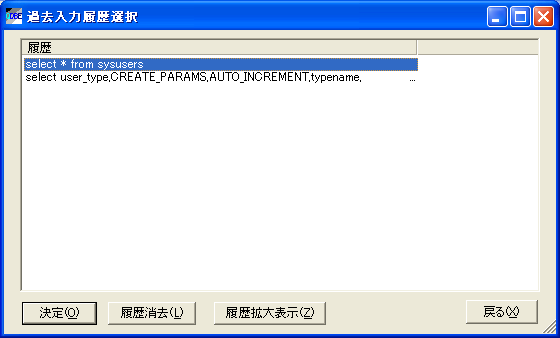 DBE
過去入力履歴選択
履歴
select * from sysusers
select user_type,CREATE_PARAMS,AUTO_INCREMENT,typename, ...
決定(O)
履歴消去(L)
履歴拡大表示(Z)
戻る(X)